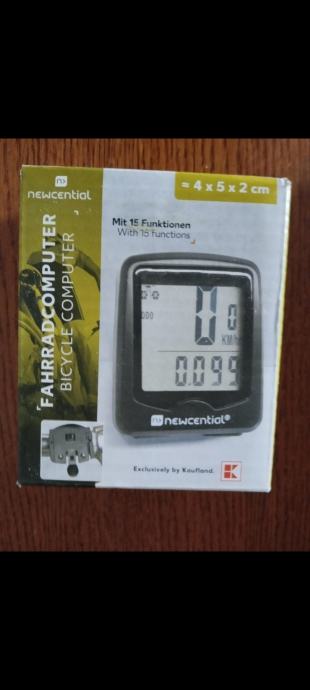 newcential
≈ 4 x 5 x 2 cm
Mit 15 Funktionen
With 15 functions
FAHRRADCOMPUTER
BICYCLE COMPUTER
0 0
KM/h
0.099
newcential®
Exclusively by Kaufland.